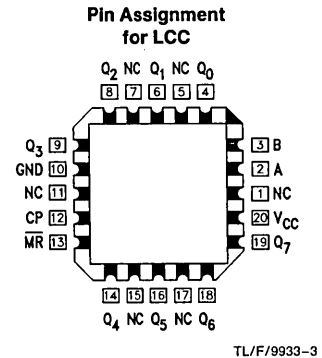 Pin Assignment
for LCC
Q2 NC Q1 NC Q0
8 7 6 5 4
Q3 9
GND 10
NC 11
CP 12
M̅R̅ 13
3 B
2 A
1 NC
20 VCC
19 Q7
14 15 16 17 18
Q4 NC Q5 NC Q6
TL/F/9933-3